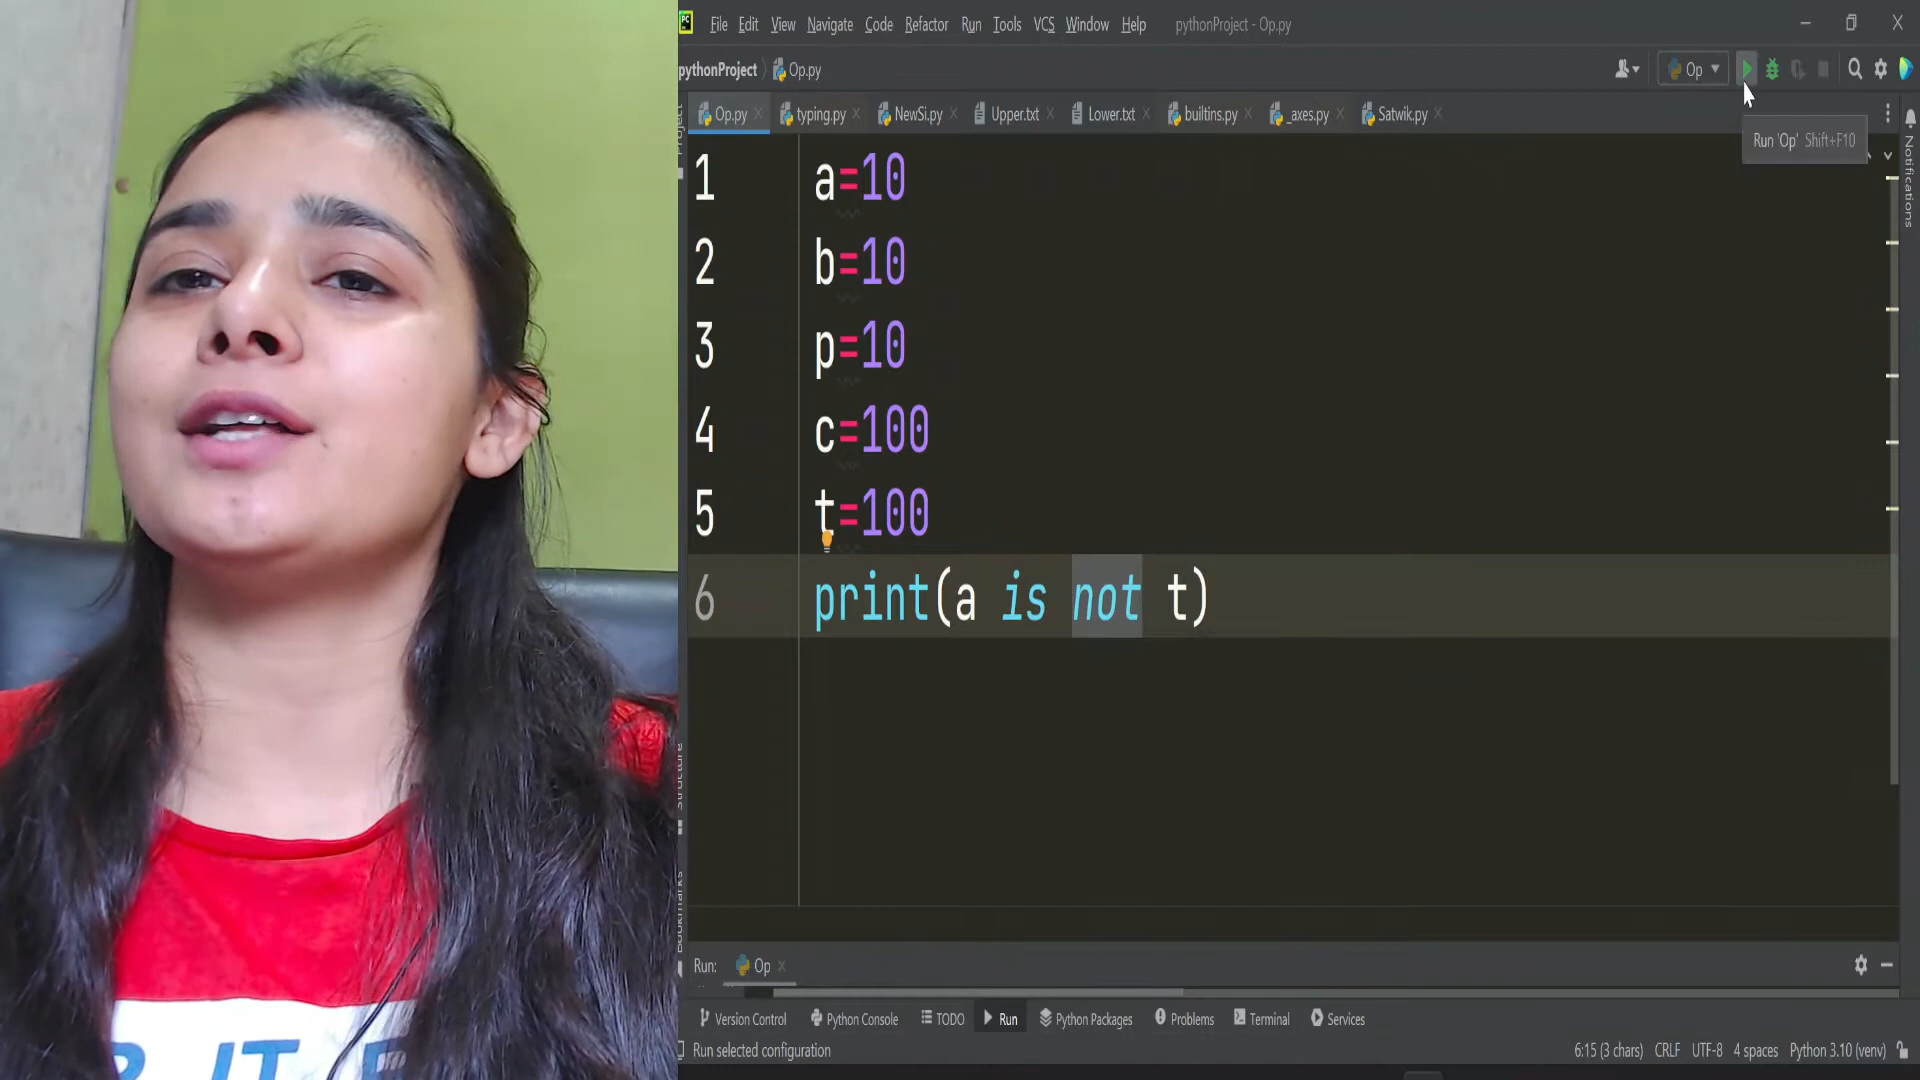 File Edit View Navigate Code Refactor Run Tools VCS Window Help pythonProject - Op.py
pythonProject Op.py Op
Op.py typing.py NewSi.py Upper.txt Lower.txt builtins.py _axes.py Satwik.py
Run 'Op' Shift+F10
Notifications
1 a=10
2 b=10
3 p=10
4 c=100
5 t=100
6 print(a is not t)
Structure
Bookmarks
Run: Op
Version Control Python Console TODO Run Python Packages Problems Terminal Services
Run selected configuration 6:15 (3 chars) CRLF UTF-8 4 spaces Python 3.10 (venv)
IT